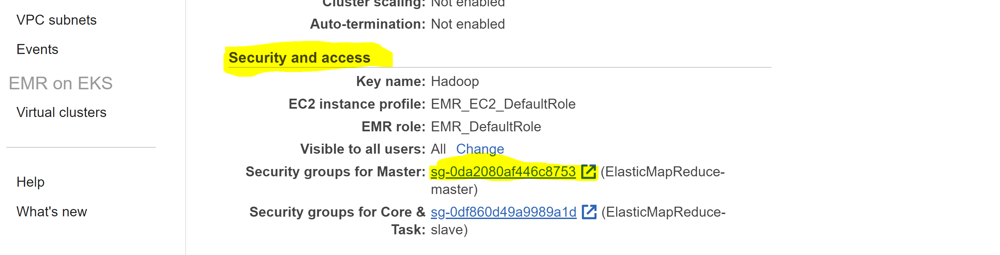 VPC subnets
Events
EMR on EKS
Virtual clusters
Help
What's new
Cluster scaling: Not enabled
Auto-termination: Not enabled
Security and access
Key name: Hadoop
EC2 instance profile: EMR_EC2_DefaultRole
EMR role: EMR_DefaultRole
Visible to all users: All Change
Security groups for Master: sg-0da2080af446c8753 (ElasticMapReduce-
master)
Security groups for Core & sg-0df860d49a9989a1d (ElasticMapReduce-
Task: slave)